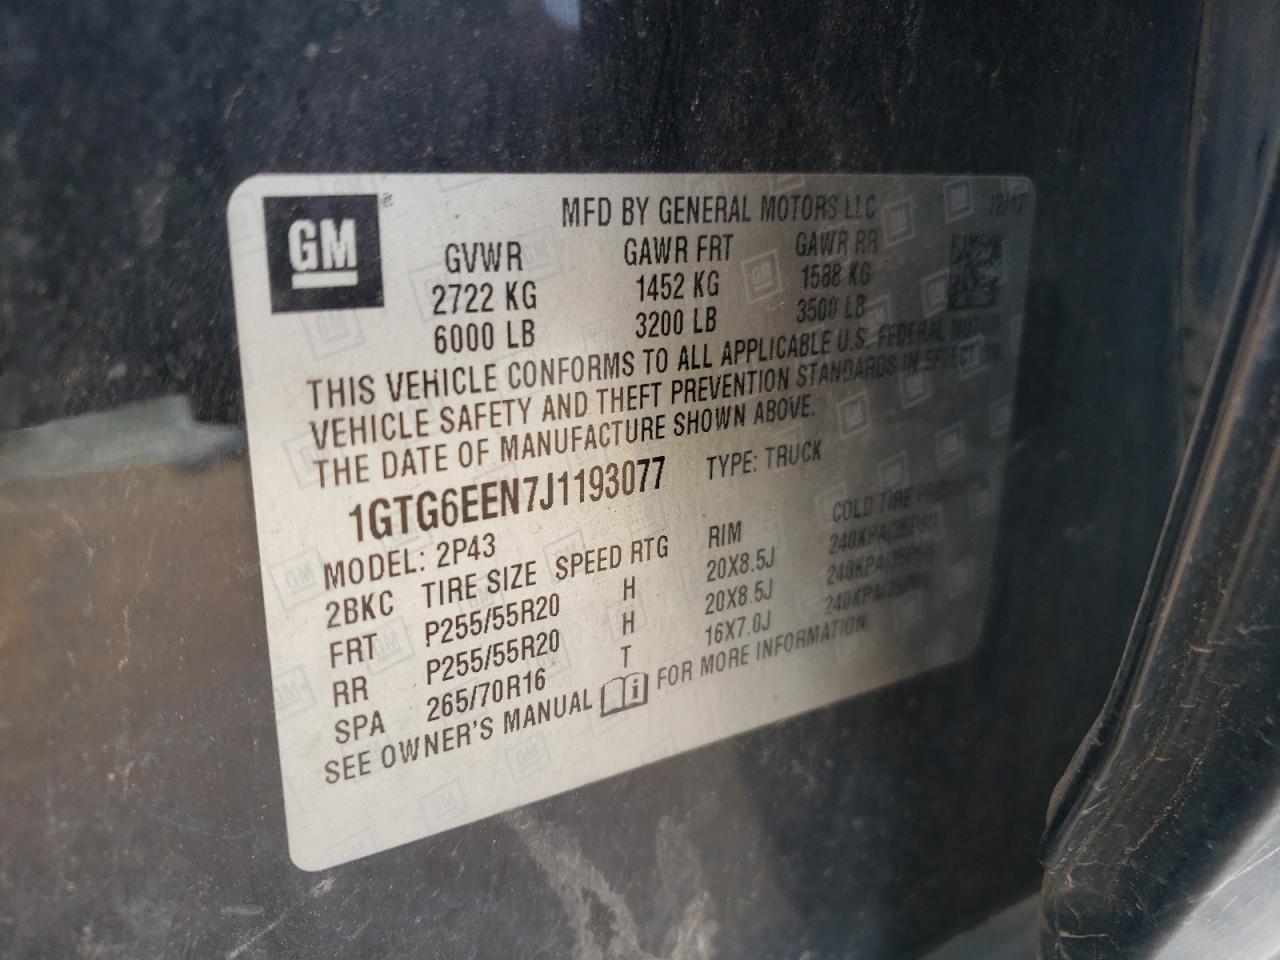 GM
MFD BY GENERAL MOTORS LLC 12/17
GVWR GAWR FRT GAWR RR
2722 KG 1452 KG 1588 KG
6000 LB 3200 LB 3500 LB
THIS VEHICLE CONFORMS TO ALL APPLICABLE U.S. FEDERAL MOTOR
VEHICLE SAFETY AND THEFT PREVENTION STANDARDS IN EFFECT ON
THE DATE OF MANUFACTURE SHOWN ABOVE.
1GTG6EEN7J1193077 TYPE: TRUCK
MODEL: 2P43
2BKC TIRE SIZE SPEED RTG RIM COLD TIRE PRESSURE
FRT P255/55R20 H 20X8.5J 240KPA(35PSI)
RR P255/55R20 H 20X8.5J 240KPA(35PSI)
SPA 265/70R16 T 16X7.0J 240KPA(35PSI)
SEE OWNER'S MANUAL FOR MORE INFORMATION.